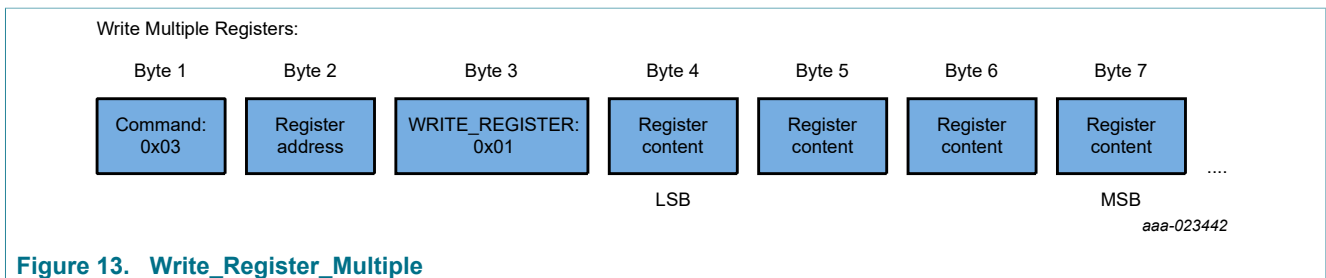 Write Multiple Registers:
Byte 1 Byte 2 Byte 3 Byte 4 Byte 5 Byte 6 Byte 7
Command: Register WRITE_REGISTER: Register Register Register Register
0x03 address 0x01 content content content content
....
LSB MSB
aaa-023442
Figure 13. Write_Register_Multiple